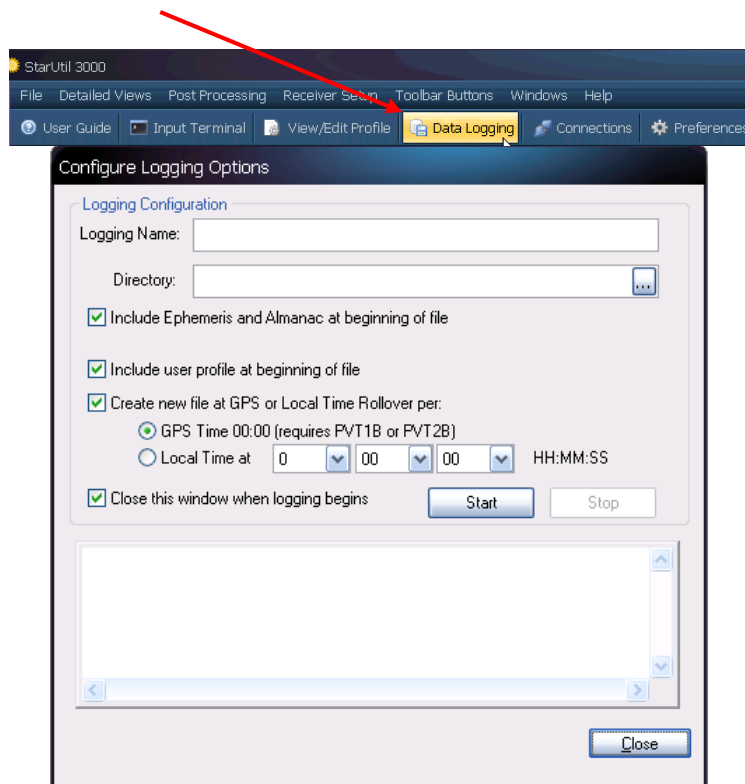 StarUtil 3000
File Detailed Views Post Processing Receiver Setup Toolbar Buttons Windows Help
User Guide Input Terminal View/Edit Profile Data Logging Connections Preferences
Configure Logging Options
Logging Configuration
Logging Name:
Directory: ...
Include Ephemeris and Almanac at beginning of file
Include user profile at beginning of file
Create new file at GPS or Local Time Rollover per:
GPS Time 00:00 (requires PVT1B or PVT2B)
Local Time at 0 00 00 HH:MM:SS
Close this window when logging begins Start Stop
Close